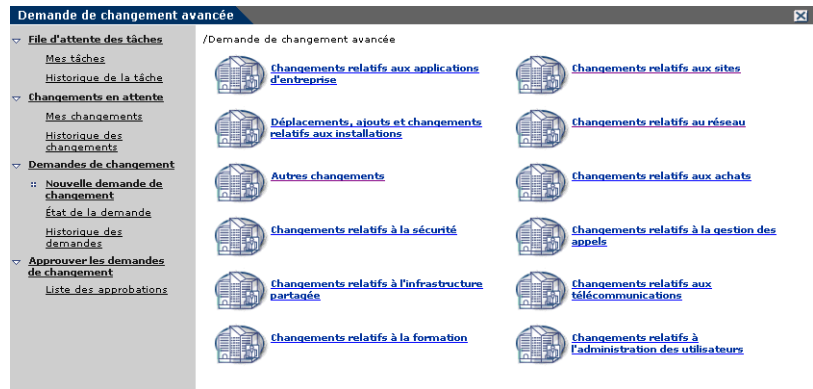 Demande de changement avancée
File d'attente des tâches
Mes tâches
Historique de la tâche
Changements en attente
Mes changements
Historique des
changements
Demandes de changement
Nouvelle demande de
changement
État de la demande
Historique des
demandes
Approuver les demandes
de changement
Liste des approbations
/Demande de changement avancée
Changements relatifs aux applications
d'entreprise
Changements relatifs aux sites
Déplacements, ajouts et changements
relatifs aux installations
Changements relatifs au réseau
Autres changements
Changements relatifs aux achats
Changements relatifs à la sécurité
Changements relatifs à la gestion des
appels
Changements relatifs à l'infrastructure
partagée
Changements relatifs aux
télécommunications
Changements relatifs à la formation
Changements relatifs à
l'administration des utilisateurs